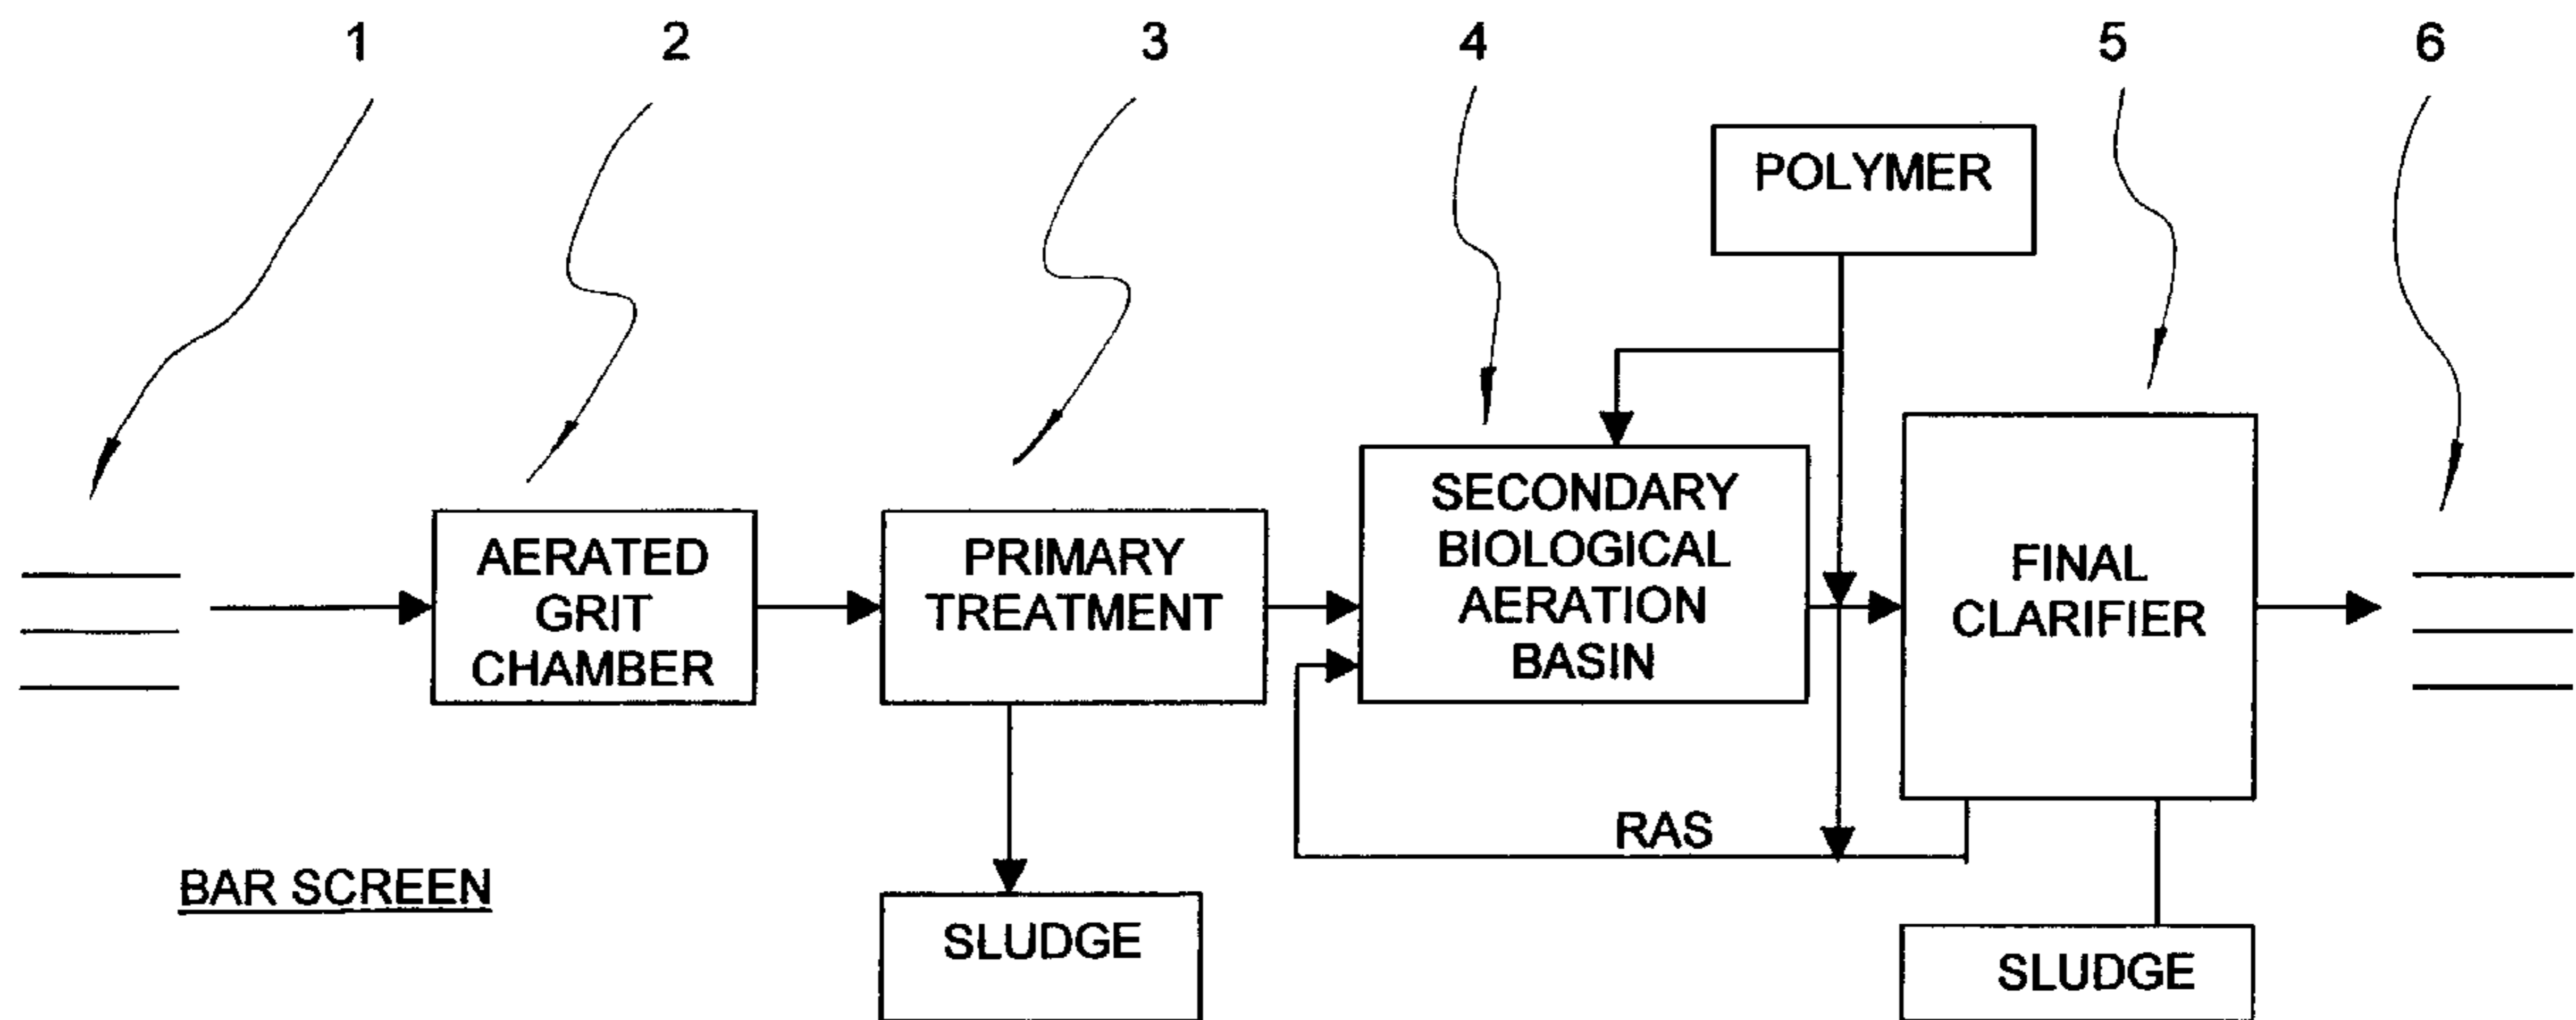 1
2
3
4
5
6
POLYMER
AERATED
GRIT
CHAMBER
PRIMARY
TREATMENT
SECONDARY
BIOLOGICAL
AERATION
BASIN
FINAL
CLARIFIER
RAS
BAR SCREEN
SLUDGE
SLUDGE